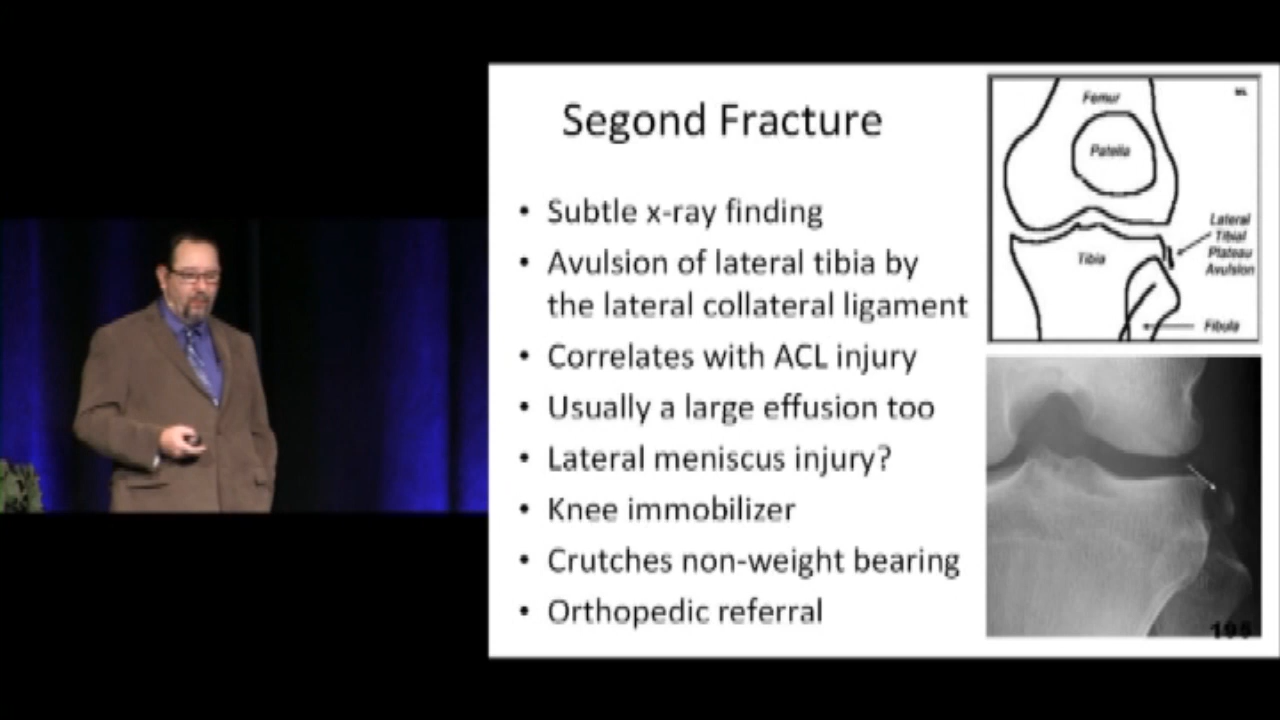 Segond Fracture
• Subtle x-ray finding
• Avulsion of lateral tibia by
the lateral collateral ligament
• Correlates with ACL injury
• Usually a large effusion too
• Lateral meniscus injury?
• Knee immobilizer
• Crutches non-weight bearing
• Orthopedic referral
Femur
Patella
Lateral
Tibial
Plateau
Avulsion
Tibia
Fibula